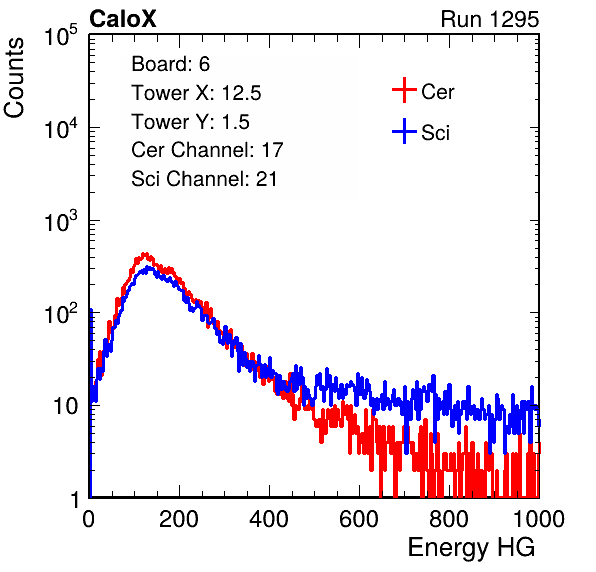 CaloX Run 1295
Counts
10^5
10^4
10^3
10^2
10
1
Board: 6
Tower X: 12.5
Tower Y: 1.5
Cer Channel: 17
Sci Channel: 21
Cer
Sci
0 200 400 600 800 1000
Energy HG